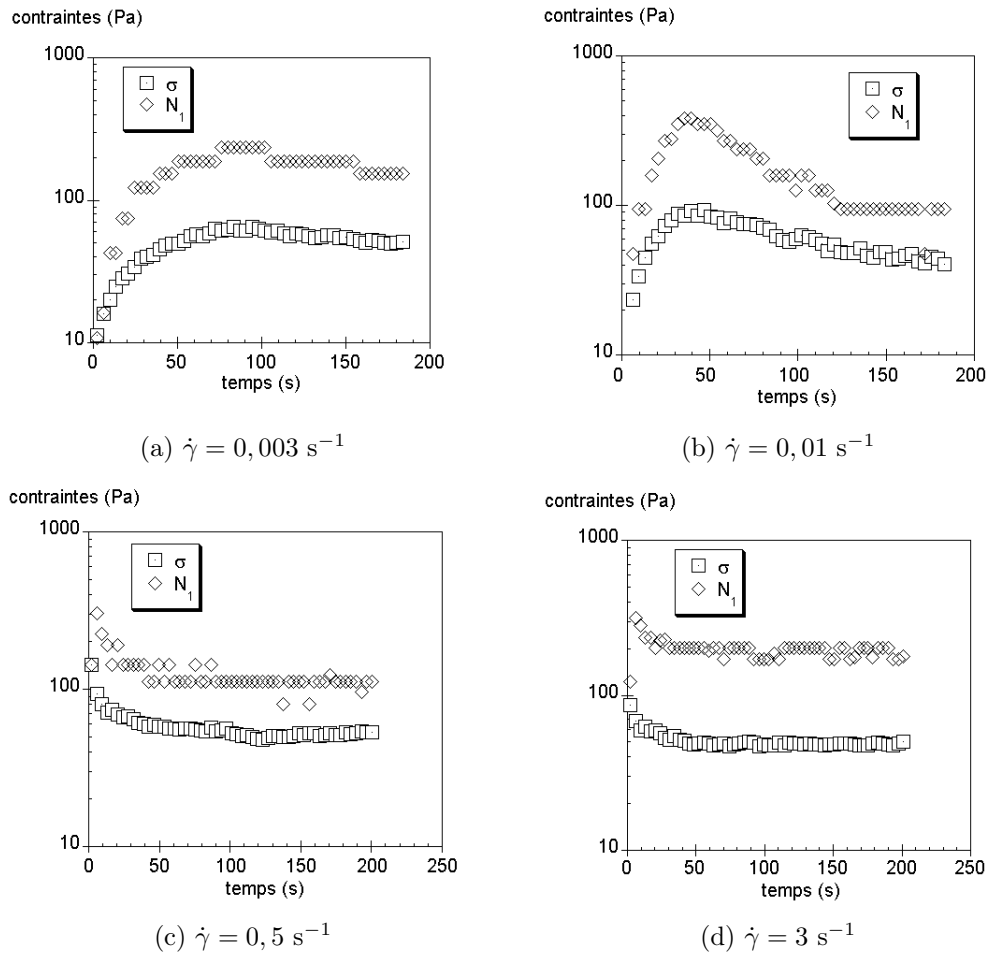 contraintes (Pa)
1000
σ
N1
100
10
0 50 100 150 200
temps (s)
(a) γ̇ = 0,003 s−1
contraintes (Pa)
1000
σ
N1
100
10
0 50 100 150 200
temps (s)
(b) γ̇ = 0,01 s−1
contraintes (Pa)
1000
σ
N1
100
10
0 50 100 150 200 250
temps (s)
(c) γ̇ = 0,5 s−1
contraintes (Pa)
1000
σ
N1
100
10
0 50 100 150 200 250
temps (s)
(d) γ̇ = 3 s−1